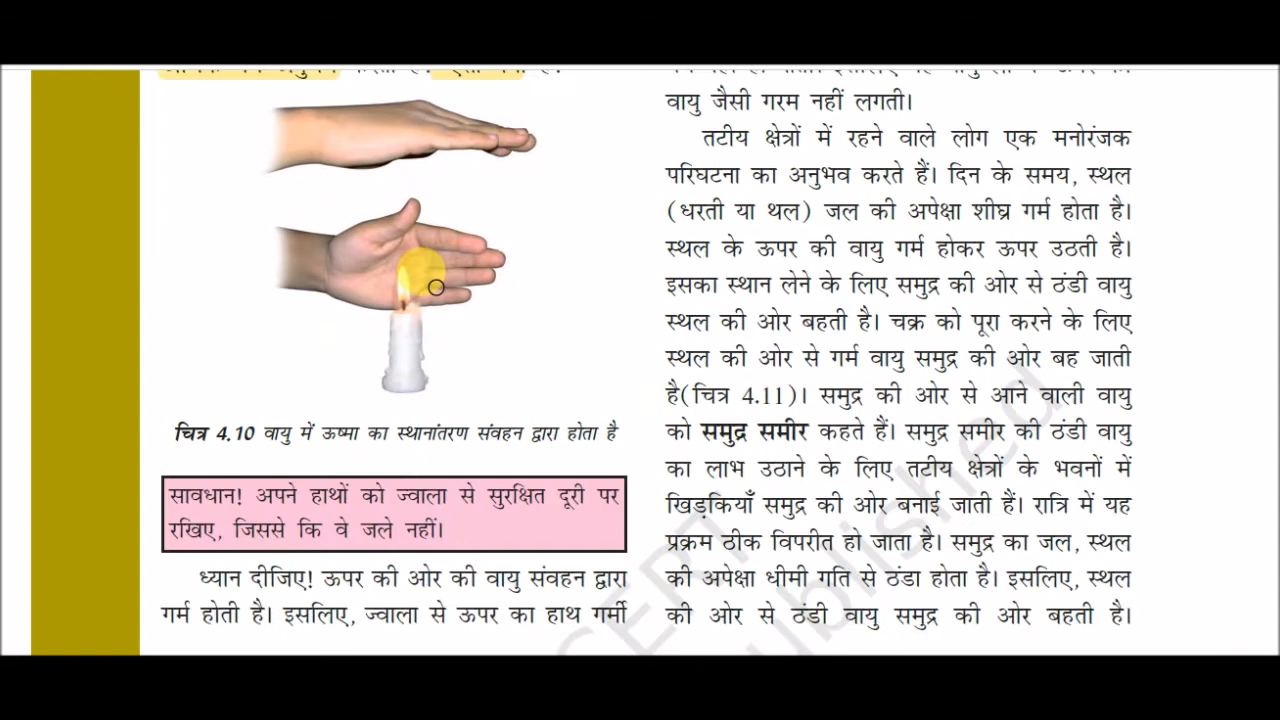 चित्र 4.10 वायु में ऊष्मा का स्थानांतरण संवहन द्वारा होता है
सावधान! अपने हाथों को ज्वाला से सुरक्षित दूरी पर
रखिए, जिससे कि वे जले नहीं।
ध्यान दीजिए! ऊपर की ओर की वायु संवहन द्वारा
गर्म होती है। इसलिए, ज्वाला से ऊपर का हाथ गर्मी
वायु जैसी गरम नहीं लगती।
तटीय क्षेत्रों में रहने वाले लोग एक मनोरंजक
परिघटना का अनुभव करते हैं। दिन के समय, स्थल
(धरती या थल) जल की अपेक्षा शीघ्र गर्म होता है।
स्थल के ऊपर की वायु गर्म होकर ऊपर उठती है।
इसका स्थान लेने के लिए समुद्र की ओर से ठंडी वायु
स्थल की ओर बहती है। चक्र को पूरा करने के लिए
स्थल की ओर से गर्म वायु समुद्र की ओर बह जाती
है(चित्र 4.11)। समुद्र की ओर से आने वाली वायु
को समुद्र समीर कहते हैं। समुद्र समीर की ठंडी वायु
का लाभ उठाने के लिए तटीय क्षेत्रों के भवनों में
खिड़कियाँ समुद्र की ओर बनाई जाती हैं। रात्रि में यह
प्रक्रम ठीक विपरीत हो जाता है। समुद्र का जल, स्थल
की अपेक्षा धीमी गति से ठंडा होता है। इसलिए, स्थल
की ओर से ठंडी वायु समुद्र की ओर बहती है।